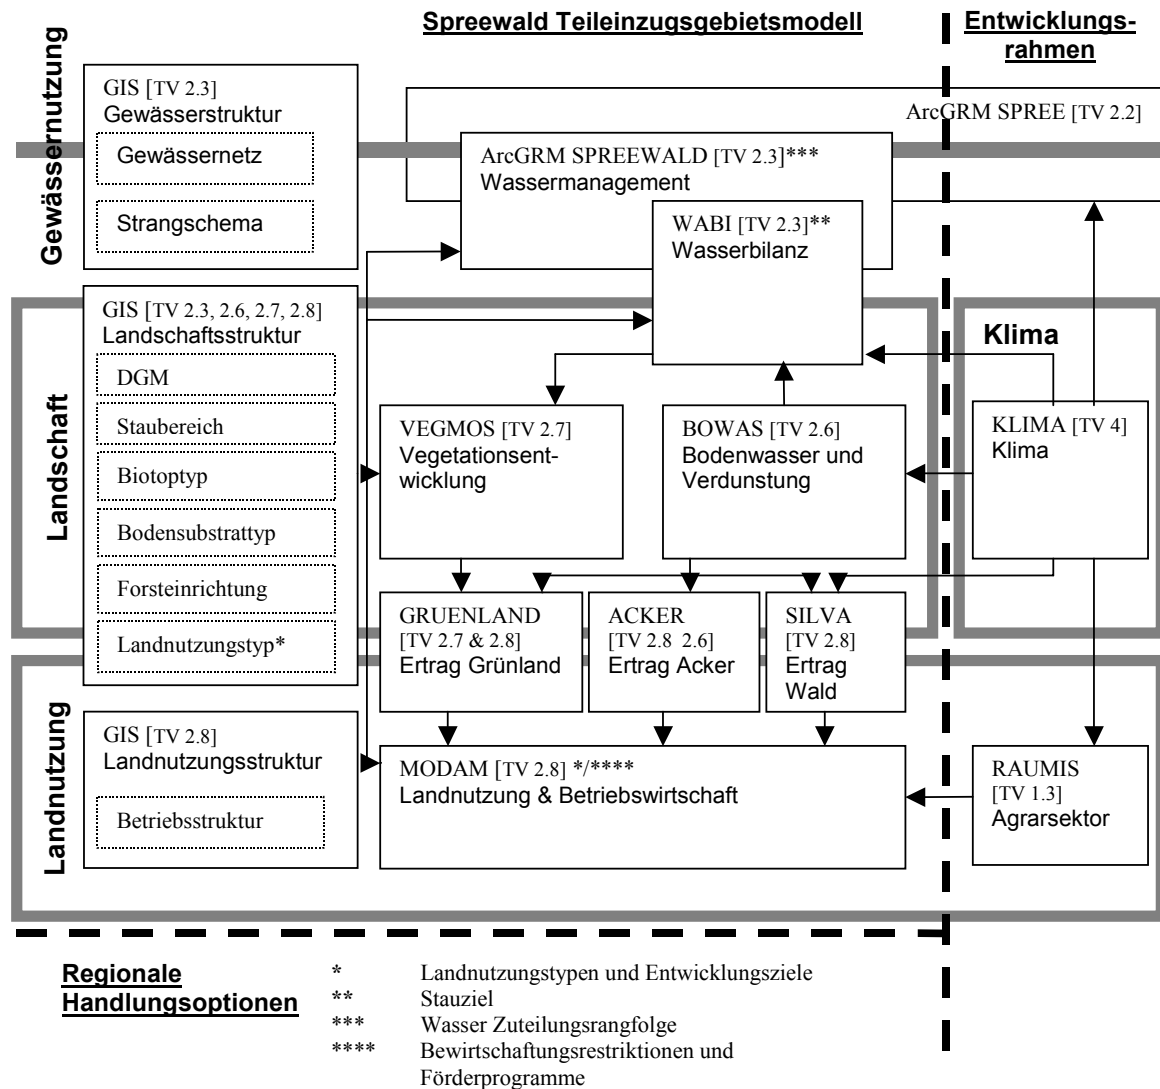 Spreewald Teileinzugsgebietsmodell
Entwicklungs-
rahmen
Gewässernutzung
GIS [TV 2.3]
Gewässerstruktur
Gewässernetz
Strangschema
ArcGRM SPREE [TV 2.2]
ArcGRM SPREEWALD [TV 2.3]***
Wassermanagement
WABI [TV 2.3]**
Wasserbilanz
Landschaft
GIS [TV 2.3, 2.6, 2.7, 2.8]
Landschaftsstruktur
DGM
Staubereich
Biotoptyp
Bodensubstrattyp
Forsteinrichtung
Landnutzungstyp*
VEGMOS [TV 2.7]
Vegetationsent-
wicklung
BOWAS [TV 2.6]
Bodenwasser und
Verdunstung
Klima
KLIMA [TV 4]
Klima
GRUENLAND
[TV 2.7 & 2.8]
Ertrag Grünland
ACKER
[TV 2.8 2.6]
Ertrag Acker
SILVA
[TV 2.8]
Ertrag
Wald
Landnutzung
GIS [TV 2.8]
Landnutzungsstruktur
Betriebsstruktur
MODAM [TV 2.8] */****
Landnutzung & Betriebswirtschaft
RAUMIS
[TV 1.3]
Agrarsektor
Regionale
Handlungsoptionen
* Landnutzungstypen und Entwicklungsziele
** Stauziel
*** Wasser Zuteilungsrangfolge
**** Bewirtschaftungsrestriktionen und
Förderprogramme